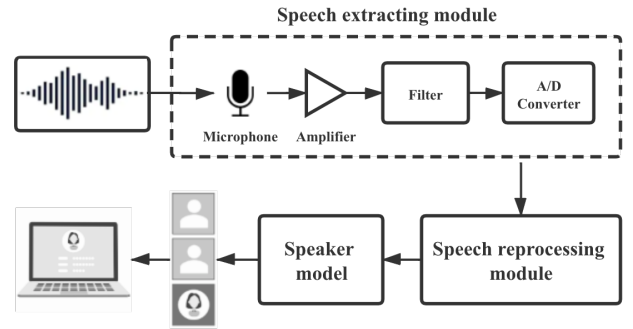 Speech extracting module
Microphone
Amplifier
Filter
A/D
Converter
Speaker
model
Speech reprocessing
module